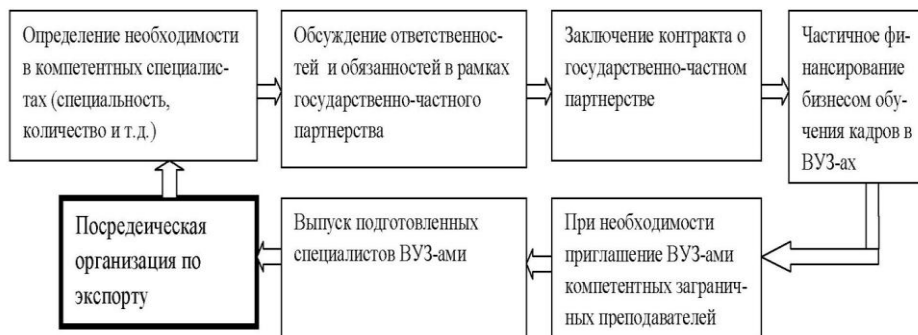 Определение необходимости
в компетентных специалис-
тах (специальность,
количество и т.д.)
Обсуждение ответственнос-
тей и обязанностей в рамках
государственно-частного
партнерства
Заключение контракта о
государственно-частном
партнерстве
Частичное фи-
нансирование
бизнесом обу-
чения кадров в
ВУЗ-ах
Посредеическая
организация по
экспорту
Выпуск подготовленных
специалистов ВУЗ-ами
При необходимости
приглашение ВУЗ-ами
компетентных загранич-
ных преподавателей